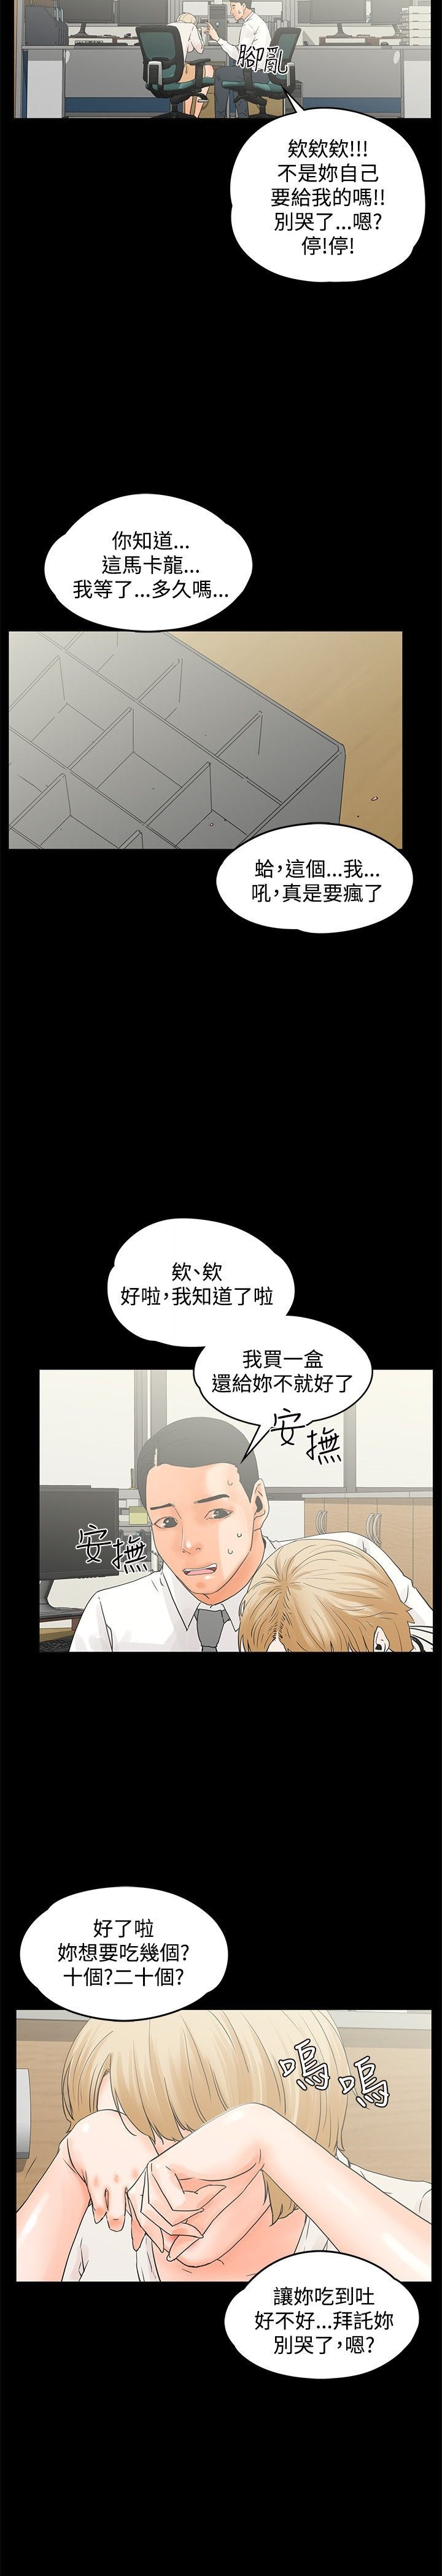 腳亂
欸欸欸!!!
不是妳自己
要給我的嗎!!
別哭了...嗯?
停!停!
你知道...
這馬卡龍...
我等了...多久嗎...
蛤,這個...我...
吼,真是要瘋了
欸、欸
好啦,我知道了啦
我買一盒
還給妳不就好了
安撫
安撫
好了啦
妳想要吃幾個?
十個?二十個?
嗚嗚
讓妳吃到吐
好不好...拜託妳
別哭了,嗯?